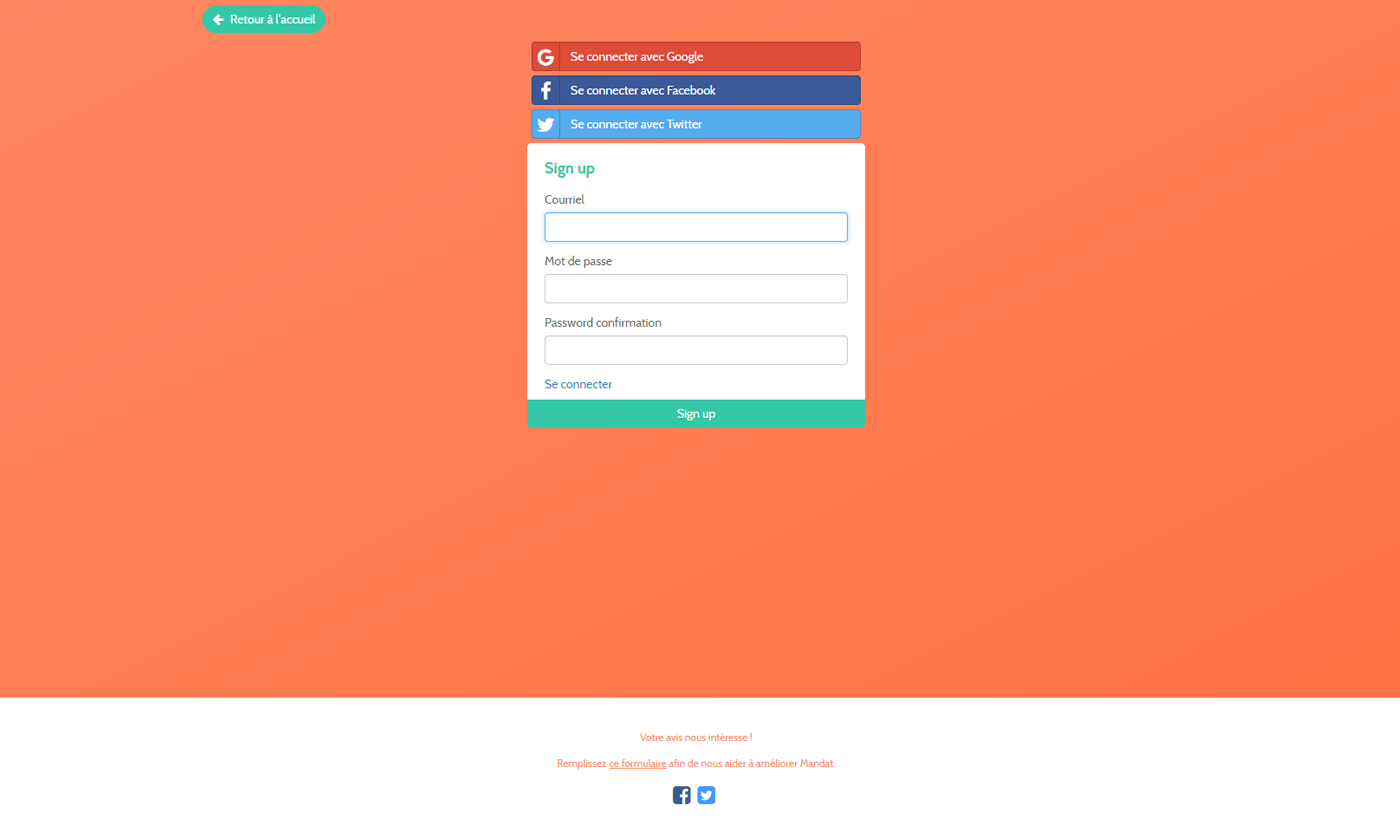 Retour à l'accueil
Se connecter avec Google
Se connecter avec Facebook
Se connecter avec Twitter
Sign up
Courriel
Mot de passe
Password confirmation
Se connecter
Sign up
Votre avis nous intéresse !
Remplissez ce formulaire afin de nous aider à améliorer Mandat.